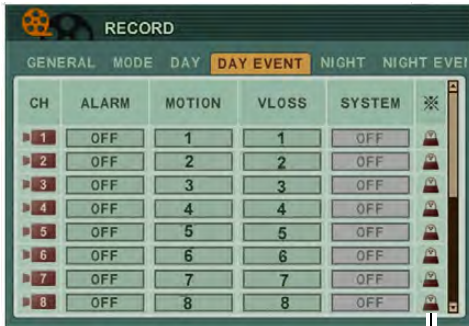 RECORD
GENERAL MODE DAY DAY EVENT NIGHT NIGHT EVE
CH ALARM MOTION VLOSS SYSTEM ※
1 OFF 1 1 OFF
2 OFF 2 2 OFF
3 OFF 3 3 OFF
4 OFF 4 4 OFF
5 OFF 5 5 OFF
6 OFF 6 6 OFF
7 OFF 7 7 OFF
8 OFF 8 8 OFF